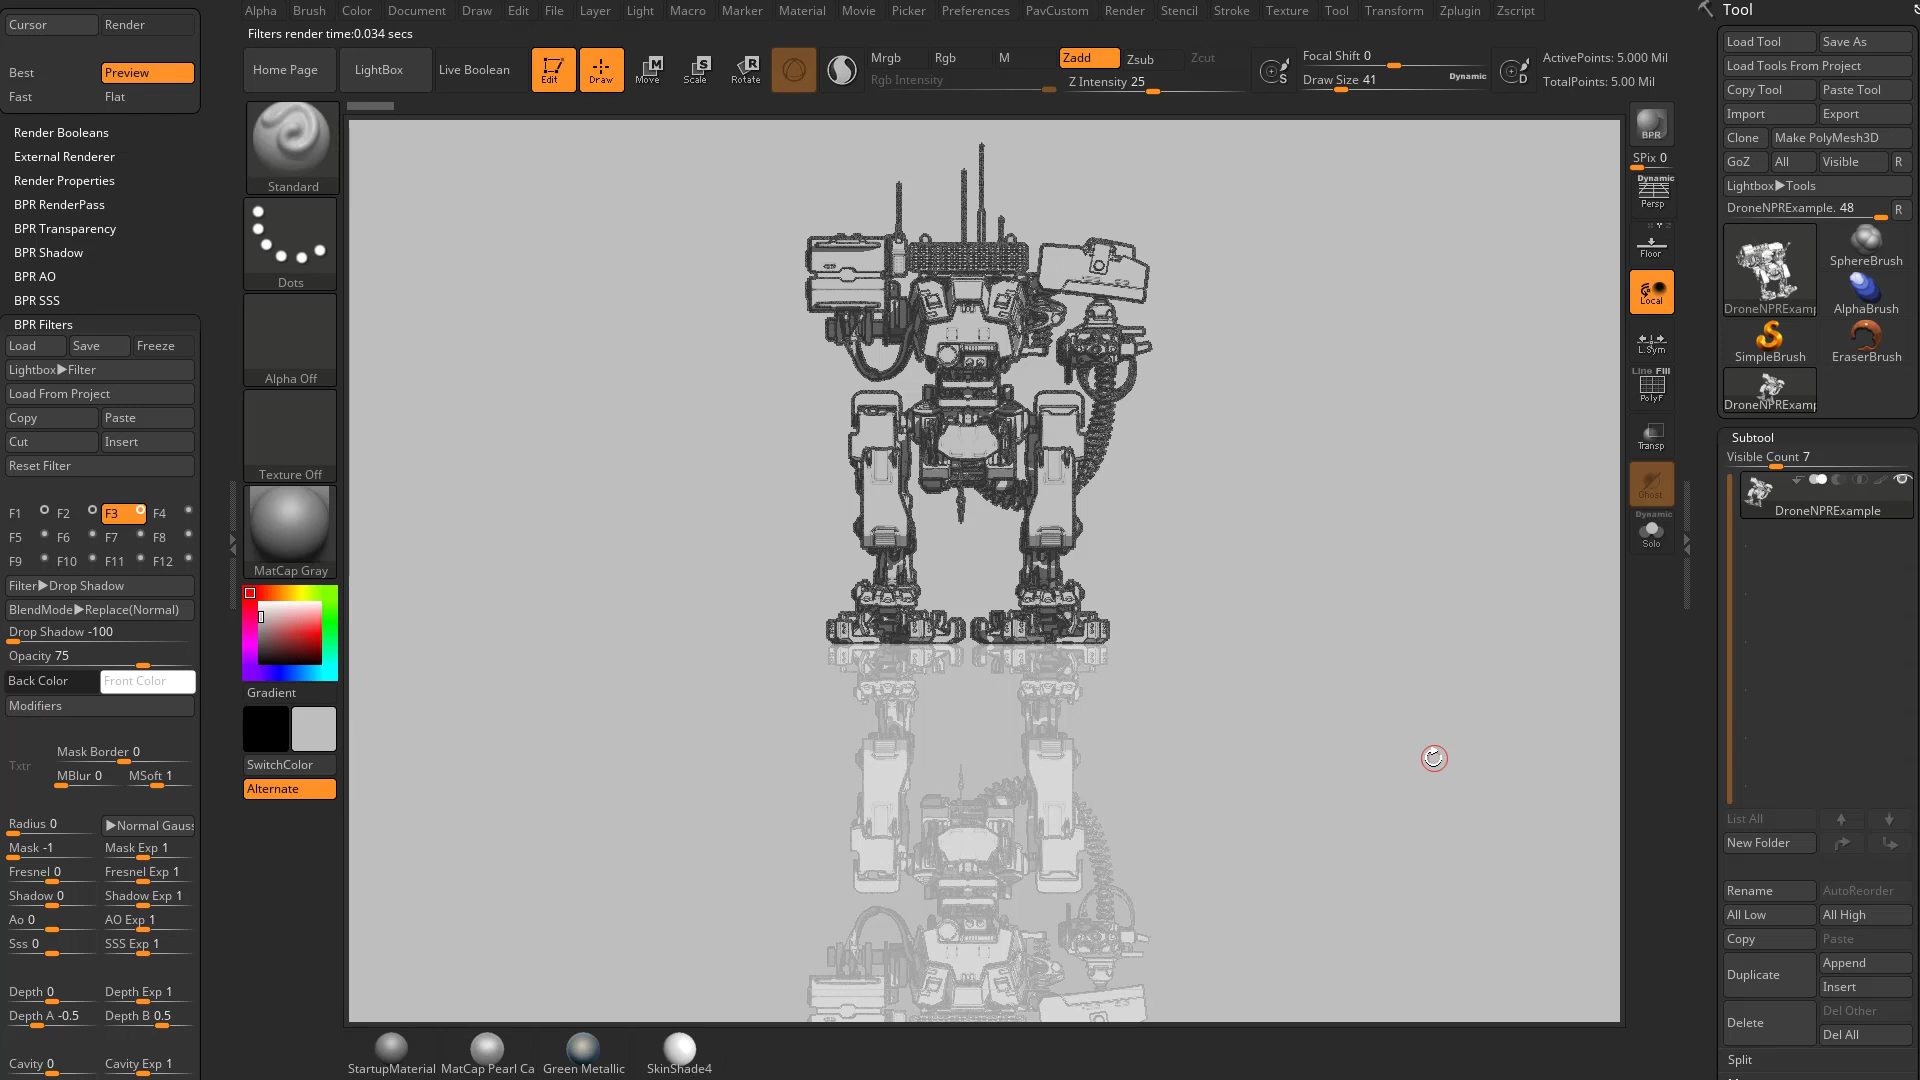 Alpha Brush Color Document Draw Edit File Layer Light Macro Marker Material Movie Picker Preferences PavCustom Render Stencil Stroke Texture Tool Transform Zplugin Zscript
Filters render time:0.034 secs
Cursor Render
Best Preview
Fast Flat
Render Booleans
External Renderer
Render Properties
BPR RenderPass
BPR Transparency
BPR Shadow
BPR AO
BPR SSS
BPR Filters
Load Save Freeze
Lightbox▶Filter
Load From Project
Copy Paste
Cut Insert
Reset Filter
F1 F2 F3 F4
F5 F6 F7 F8
F9 F10 F11 F12
Filter▶Drop Shadow
BlendMode▶Replace(Normal)
Drop Shadow -100
Opacity 75
Back Color Front Color
Modifiers
Mask Border 0
Txtr
MBlur 0 MSoft 1
Radius 0 ▶Normal Gauss
Mask -1 Mask Exp 1
Fresnel 0 Fresnel Exp 1
Shadow 0 Shadow Exp 1
Ao 0 AO Exp 1
Sss 0 SSS Exp 1
Depth 0 Depth Exp 1
Depth A -0.5 Depth B 0.5
Cavity 0 Cavity Exp 1
Home Page LightBox Live Boolean
Edit Draw Move Scale Rotate
M S R
Mrgb Rgb M
Rgb Intensity
Zadd Zsub Zcut
Z Intensity 25
S
Focal Shift 0
Draw Size 41 Dynamic
D
ActivePoints: 5.000 Mil
TotalPoints: 5.00 Mil
Standard
Dots
Alpha Off
Texture Off
MatCap Gray
Gradient
SwitchColor
Alternate
StartupMaterial MatCap Pearl Ca Green Metallic SkinShade4
BPR
SPix 0
Dynamic
Persp
Floor
Local
L.Sym
Line Fill
PolyF
Transp
Ghost
Dynamic
Solo
Tool
Load Tool Save As
Load Tools From Project
Copy Tool Paste Tool
Import Export
Clone Make PolyMesh3D
GoZ All Visible R
Lightbox▶Tools
DroneNPRExample. 48 R
DroneNPRExamp SphereBrush
AlphaBrush
SimpleBrush EraserBrush
DroneNPRExamp
Subtool
Visible Count 7
DroneNPRExample
List All
New Folder
Rename AutoReorder
All Low All High
Copy Paste
Duplicate Append
Insert
Delete Del Other
Del All
Split